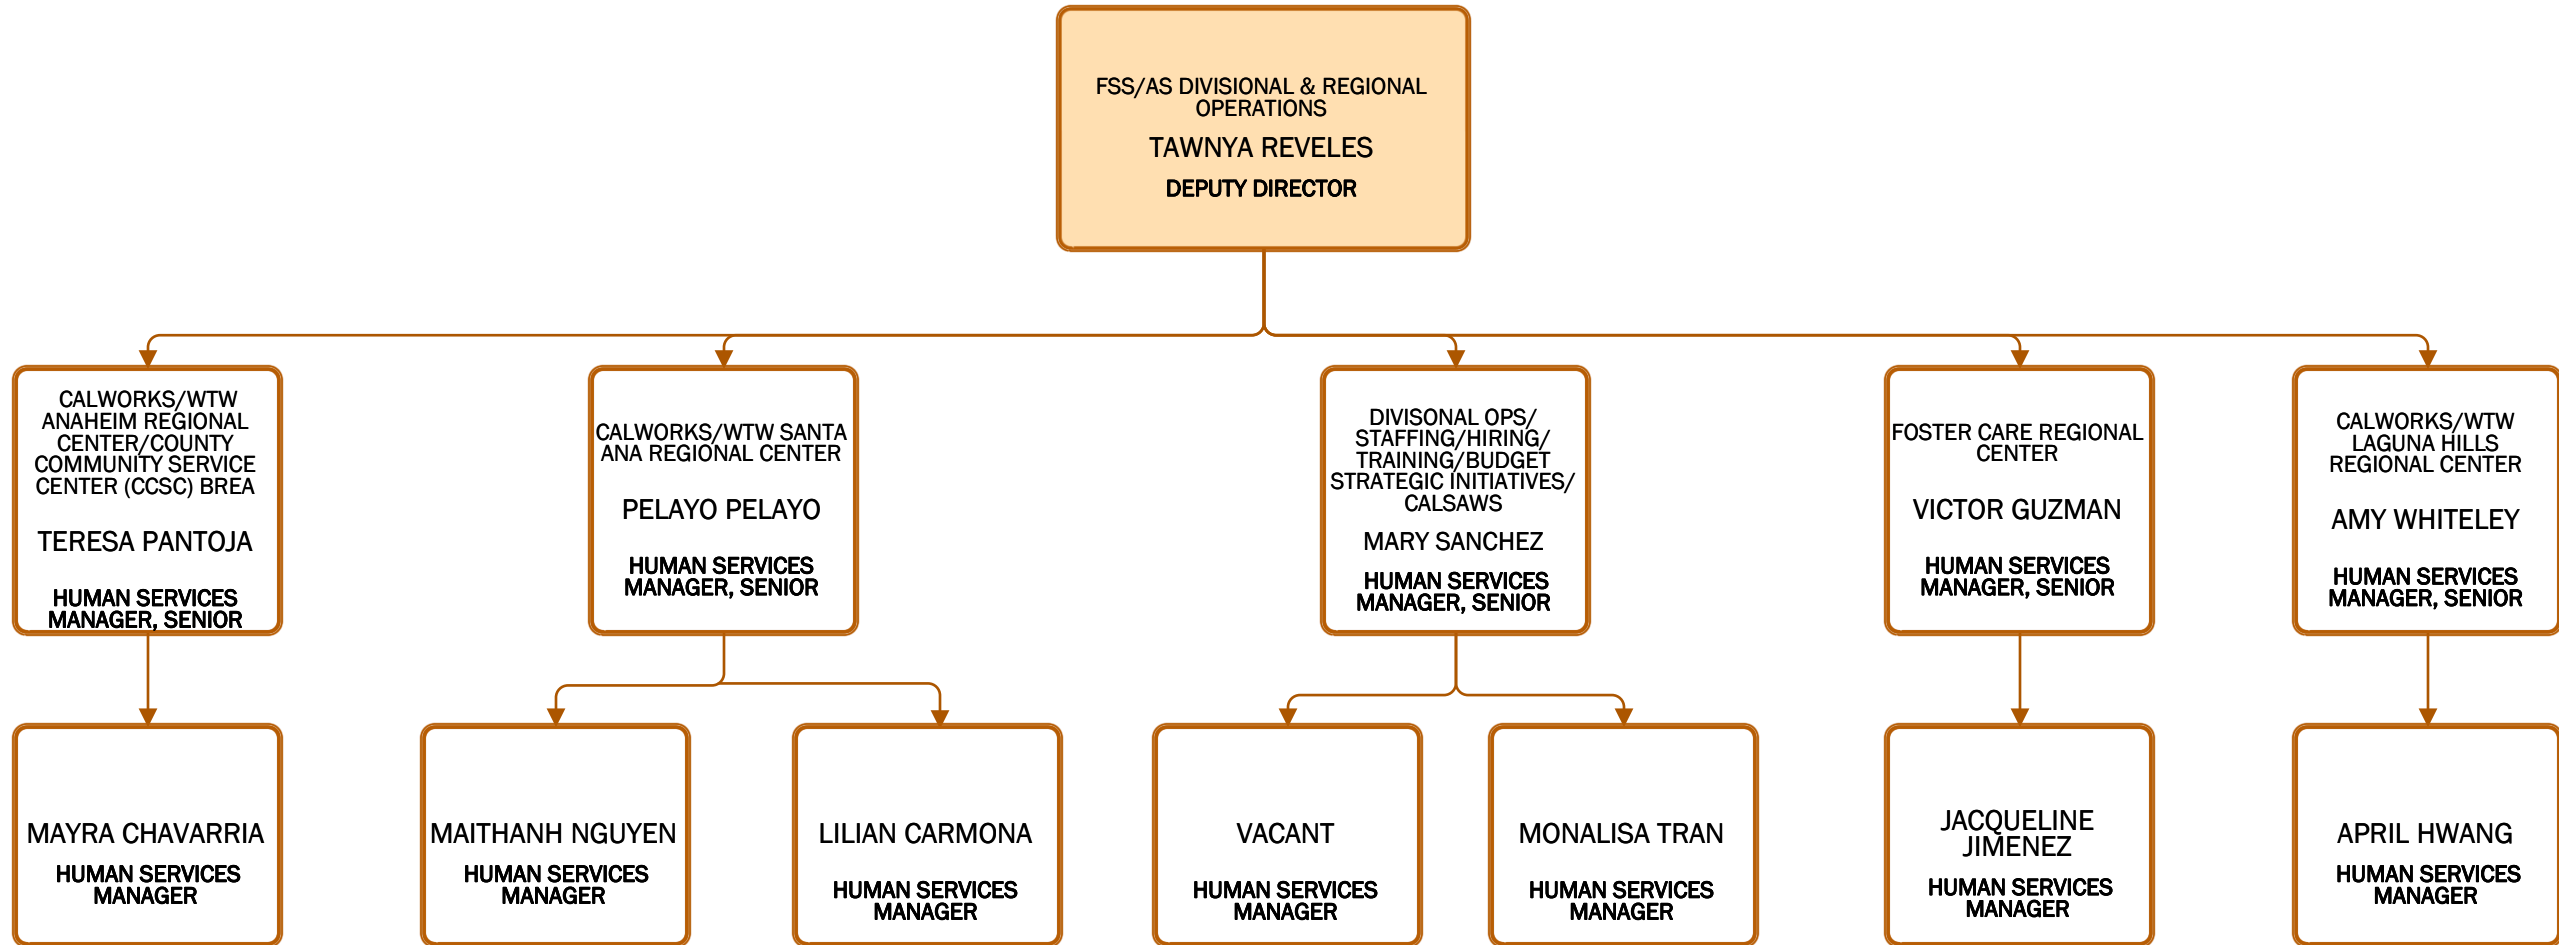 FSS/AS DIVISIONAL & REGIONAL
OPERATIONS
TAWNYA REVELES
DEPUTY DIRECTOR
CALWORKS/WTW
ANAHEIM REGIONAL
CENTER/COUNTY
COMMUNITY SERVICE
CENTER (CCSC) BREA
TERESA PANTOJA
HUMAN SERVICES
MANAGER, SENIOR
CALWORKS/WTW SANTA
ANA REGIONAL CENTER
PELAYO PELAYO
HUMAN SERVICES
MANAGER, SENIOR
DIVISONAL OPS/
STAFFING/HIRING/
TRAINING/BUDGET
STRATEGIC INITIATIVES/
CALSAWS
MARY SANCHEZ
HUMAN SERVICES
MANAGER, SENIOR
FOSTER CARE REGIONAL
CENTER
VICTOR GUZMAN
HUMAN SERVICES
MANAGER, SENIOR
CALWORKS/WTW
LAGUNA HILLS
REGIONAL CENTER
AMY WHITELEY
HUMAN SERVICES
MANAGER, SENIOR
MAYRA CHAVARRIA
HUMAN SERVICES
MANAGER
MAITHANH NGUYEN
HUMAN SERVICES
MANAGER
LILIAN CARMONA
HUMAN SERVICES
MANAGER
VACANT
HUMAN SERVICES
MANAGER
MONALISA TRAN
HUMAN SERVICES
MANAGER
JACQUELINE
JIMENEZ
HUMAN SERVICES
MANAGER
APRIL HWANG
HUMAN SERVICES
MANAGER